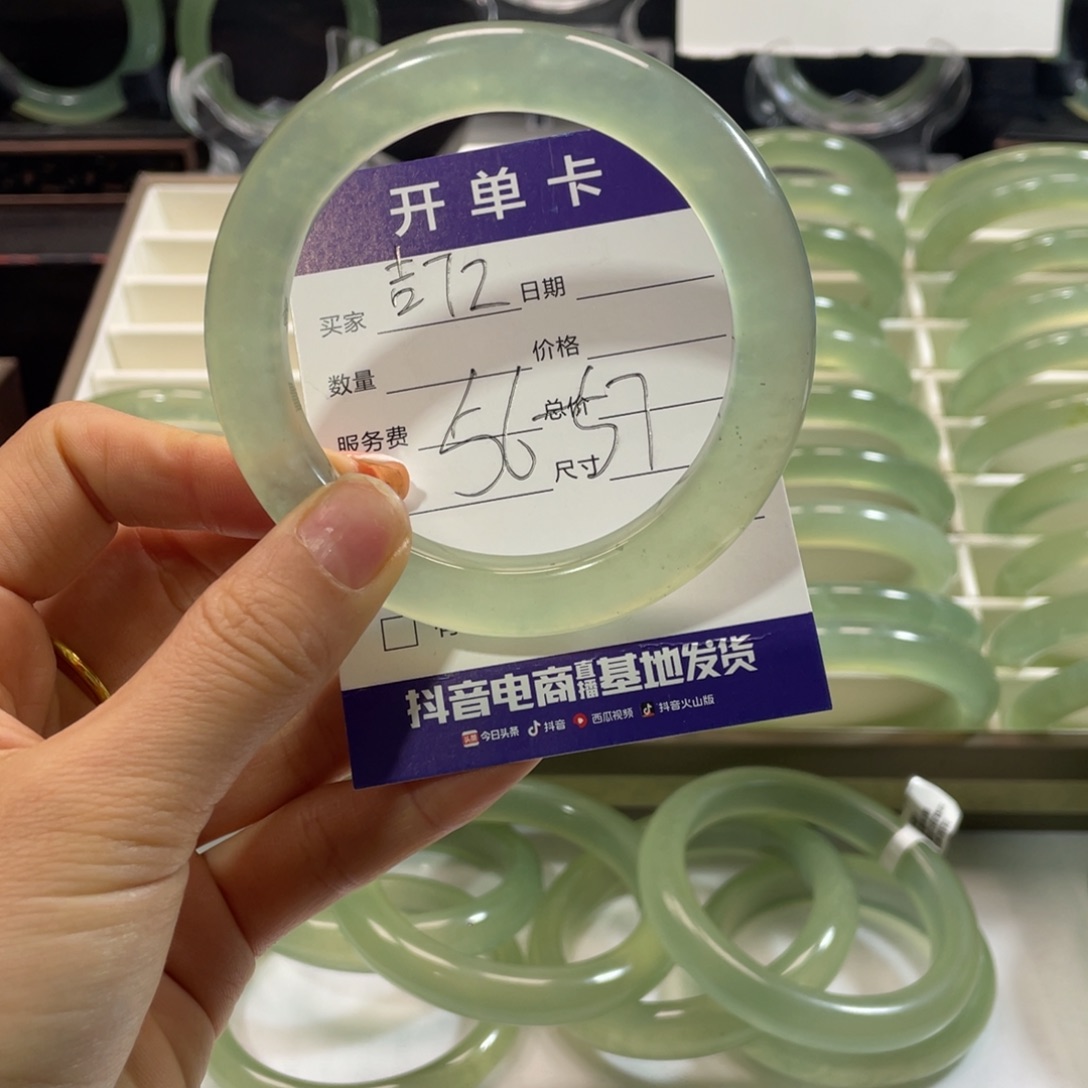 开单卡
买家 吉72 日期
数量 价格
服务费 总价
56-57
尺寸
抖音电商直播基地发货
头条 今日头条 抖音 西瓜视频 抖音火山版